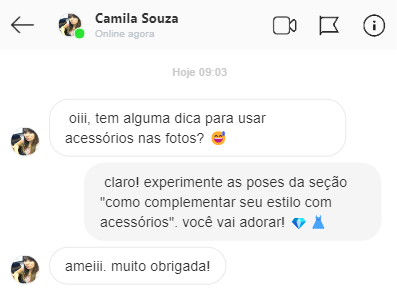 Camila Souza
Online agora
Hoje 09:03
oiii, tem alguma dica para usar
acessórios nas fotos? 😅
claro! experimente as poses da seção
"como complementar seu estilo com
acessórios". você vai adorar! 💎 👗
ameiii. muito obrigada!